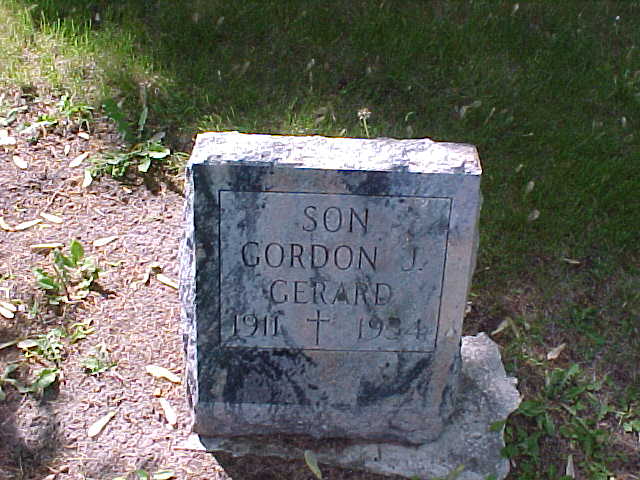 SON
GORDON J.
GERARD
1911 ✝ 1934